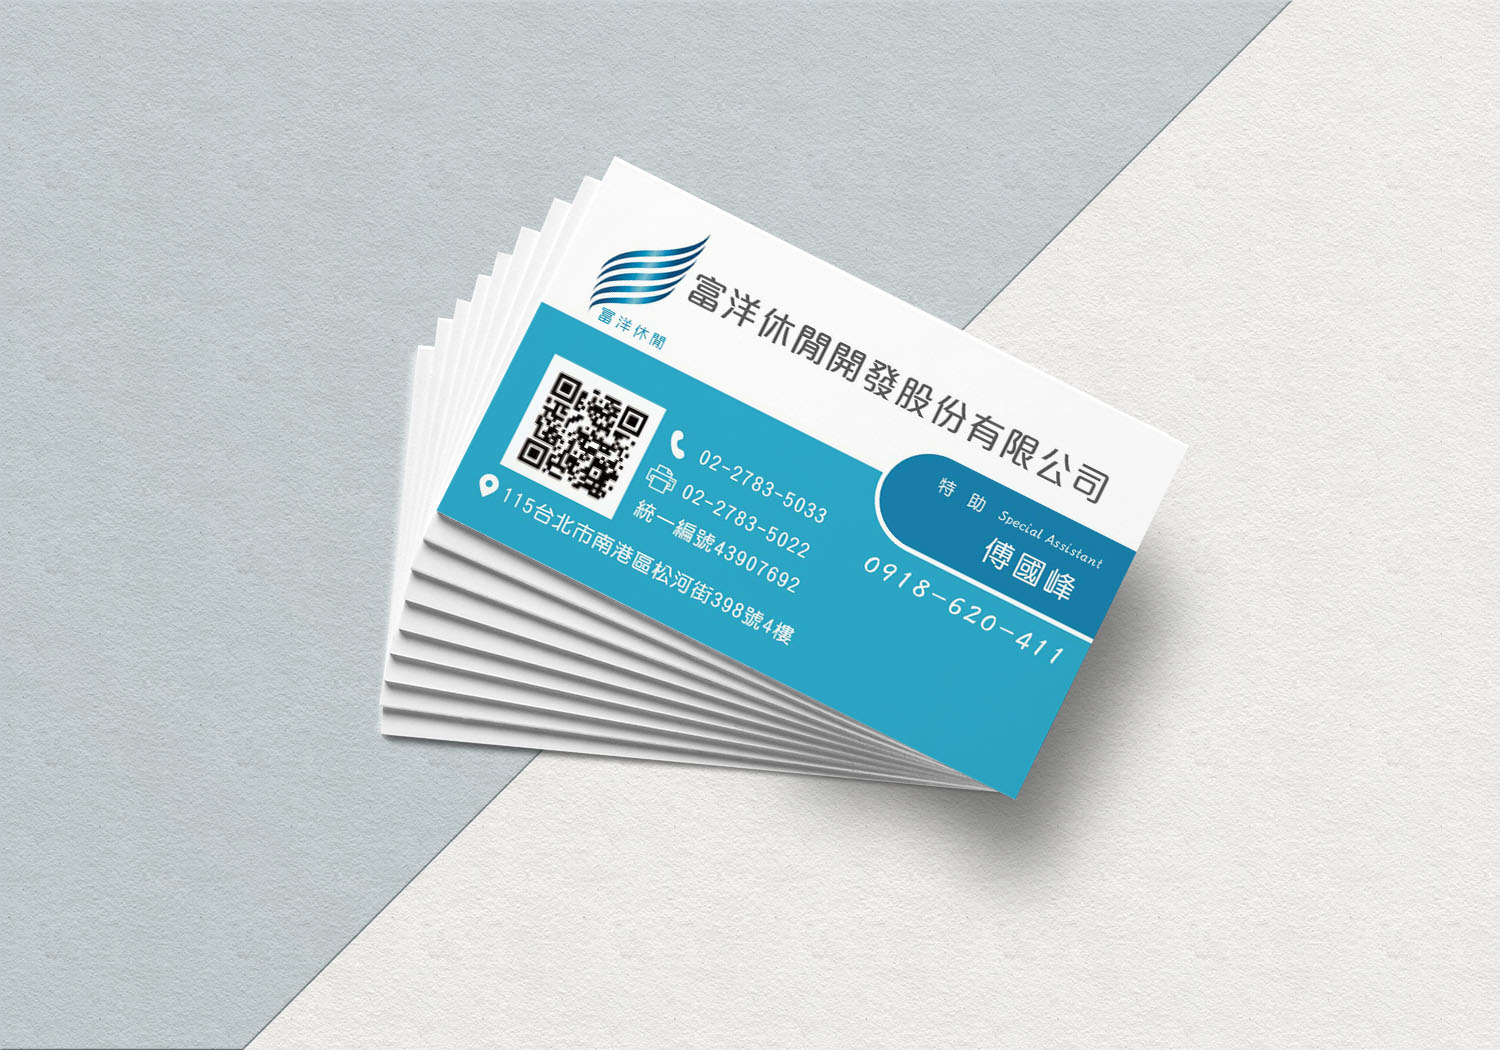 富洋休閒開發股份有限公司
富洋休閒
特 助 Special Assistant
傅國峰
0918-620-411
02-2783-5033
02-2783-5022
統一編號43907692
115台北市南港區松河街398號4樓